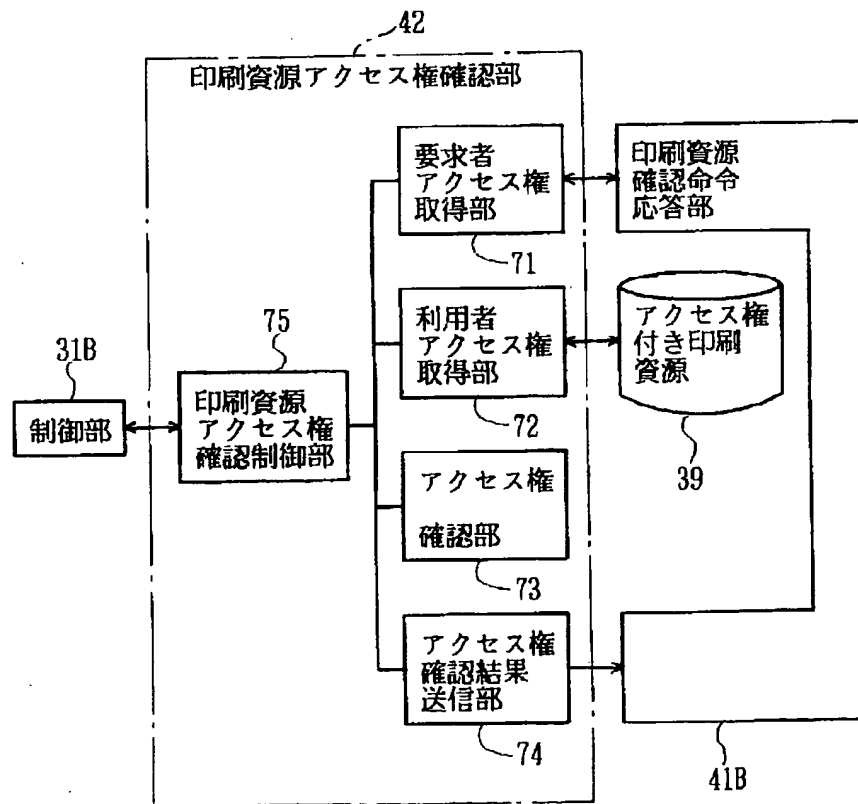 42
印刷資源アクセス権確認部
要求者
アクセス権
取得部
71
印刷資源
確認命令
応答部
利用者
アクセス権
取得部
72
アクセス権
付き印刷
資源
39
75
印刷資源
アクセス権
確認制御部
31B
制御部
アクセス権
確認部
73
アクセス権
確認結果
送信部
74
41B